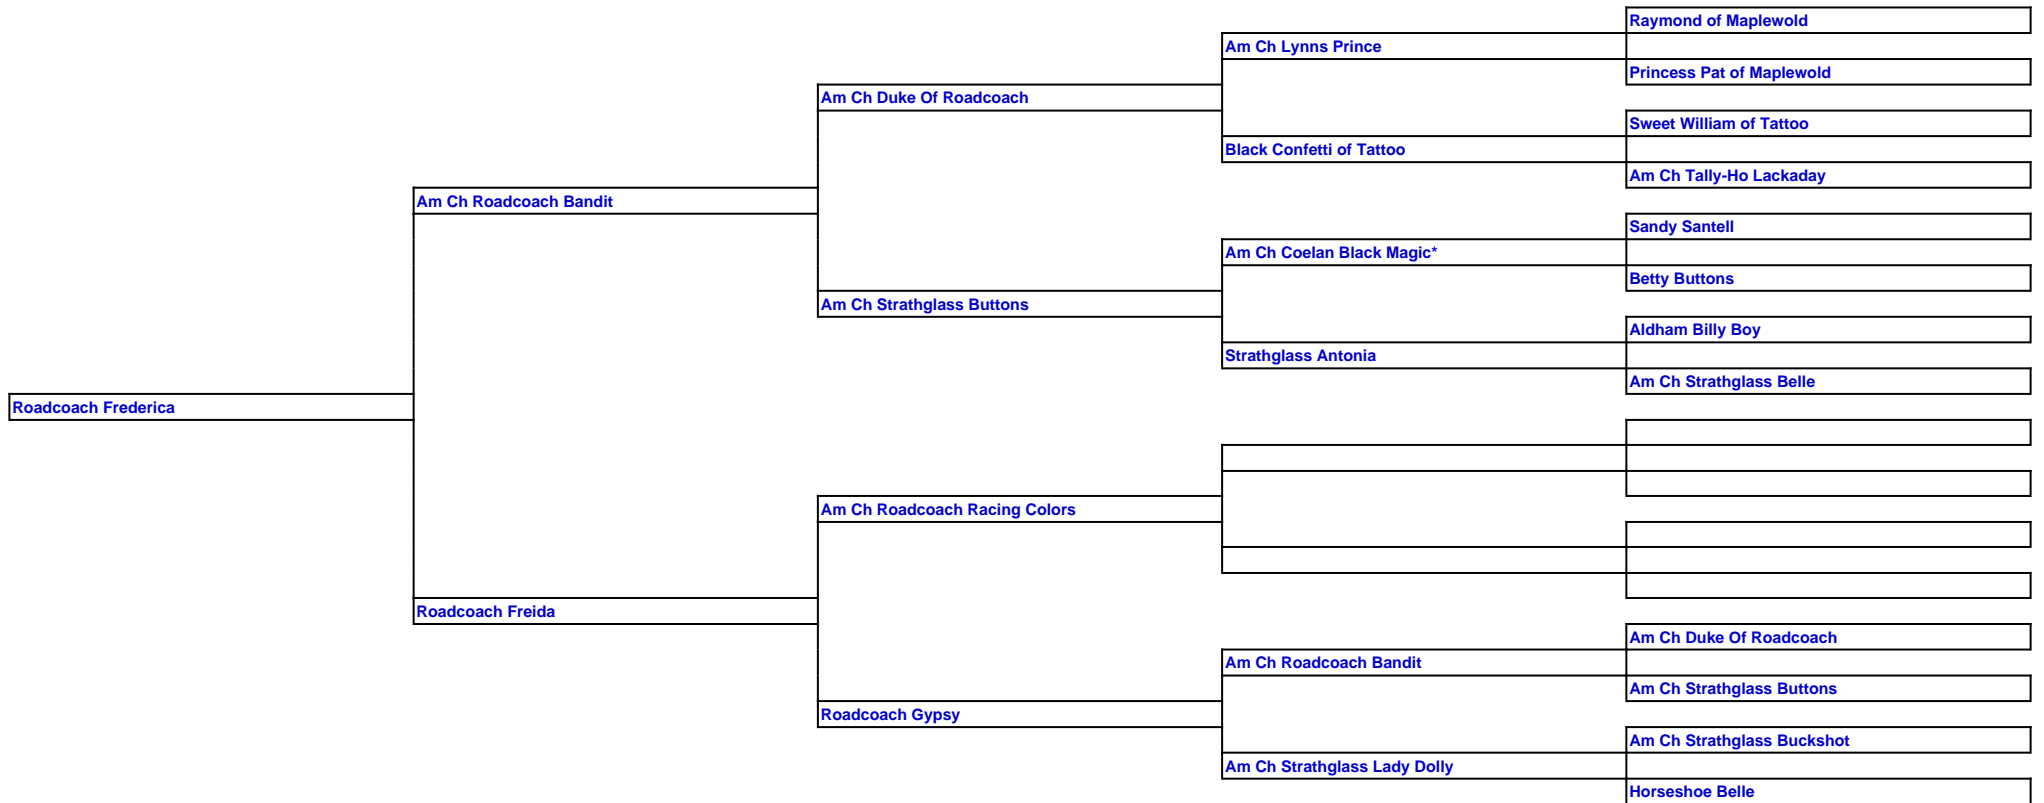 Raymond of Maplewold
Am Ch Lynns Prince
Princess Pat of Maplewold
Am Ch Duke Of Roadcoach
Sweet William of Tattoo
Black Confetti of Tattoo
Am Ch Tally-Ho Lackaday
Am Ch Roadcoach Bandit
Sandy Santell
Am Ch Coelan Black Magic*
Betty Buttons
Am Ch Strathglass Buttons
Aldham Billy Boy
Strathglass Antonia
Am Ch Strathglass Belle
Roadcoach Frederica
Am Ch Roadcoach Racing Colors
Roadcoach Freida
Am Ch Duke Of Roadcoach
Am Ch Roadcoach Bandit
Am Ch Strathglass Buttons
Roadcoach Gypsy
Am Ch Strathglass Buckshot
Am Ch Strathglass Lady Dolly
Horseshoe Belle